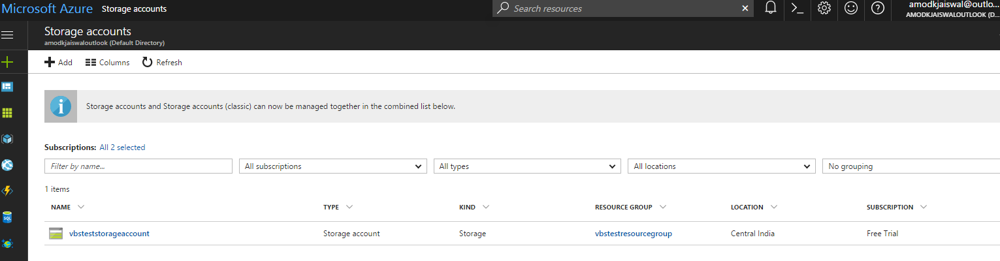 Microsoft Azure Storage accounts Search resources amodkjaiswal@outlo...
AMODKJAISWALOUTLOOK (D...
Storage accounts
amodkjaiswaloutlook (Default Directory)
Add Columns Refresh
Storage accounts and Storage accounts (classic) can now be managed together in the combined list below.
Subscriptions: All 2 selected
Filter by name... All subscriptions All types All locations No grouping
1 items
NAME TYPE KIND RESOURCE GROUP LOCATION SUBSCRIPTION
vbsteststorageaccount Storage account Storage vbstestresourcegroup Central India Free Trial
SQL